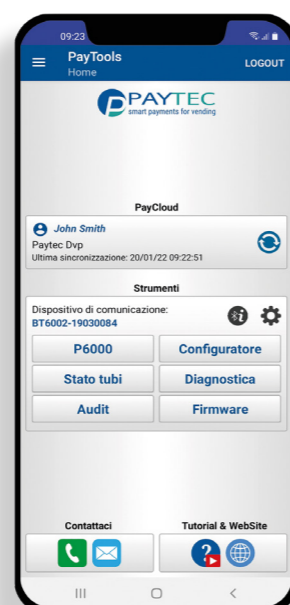 09:23
PayTools
Home
LOGOUT
PAYTEC
smart payments for vending
PayCloud
John Smith
Paytec Dvp
Ultima sincronizzazione: 20/01/22 09:22:51
Strumenti
Dispositivo di comunicazione:
BT6002-19030084
P6000
Configuratore
Stato tubi
Diagnostica
Audit
Firmware
Contattaci
Tutorial & WebSite